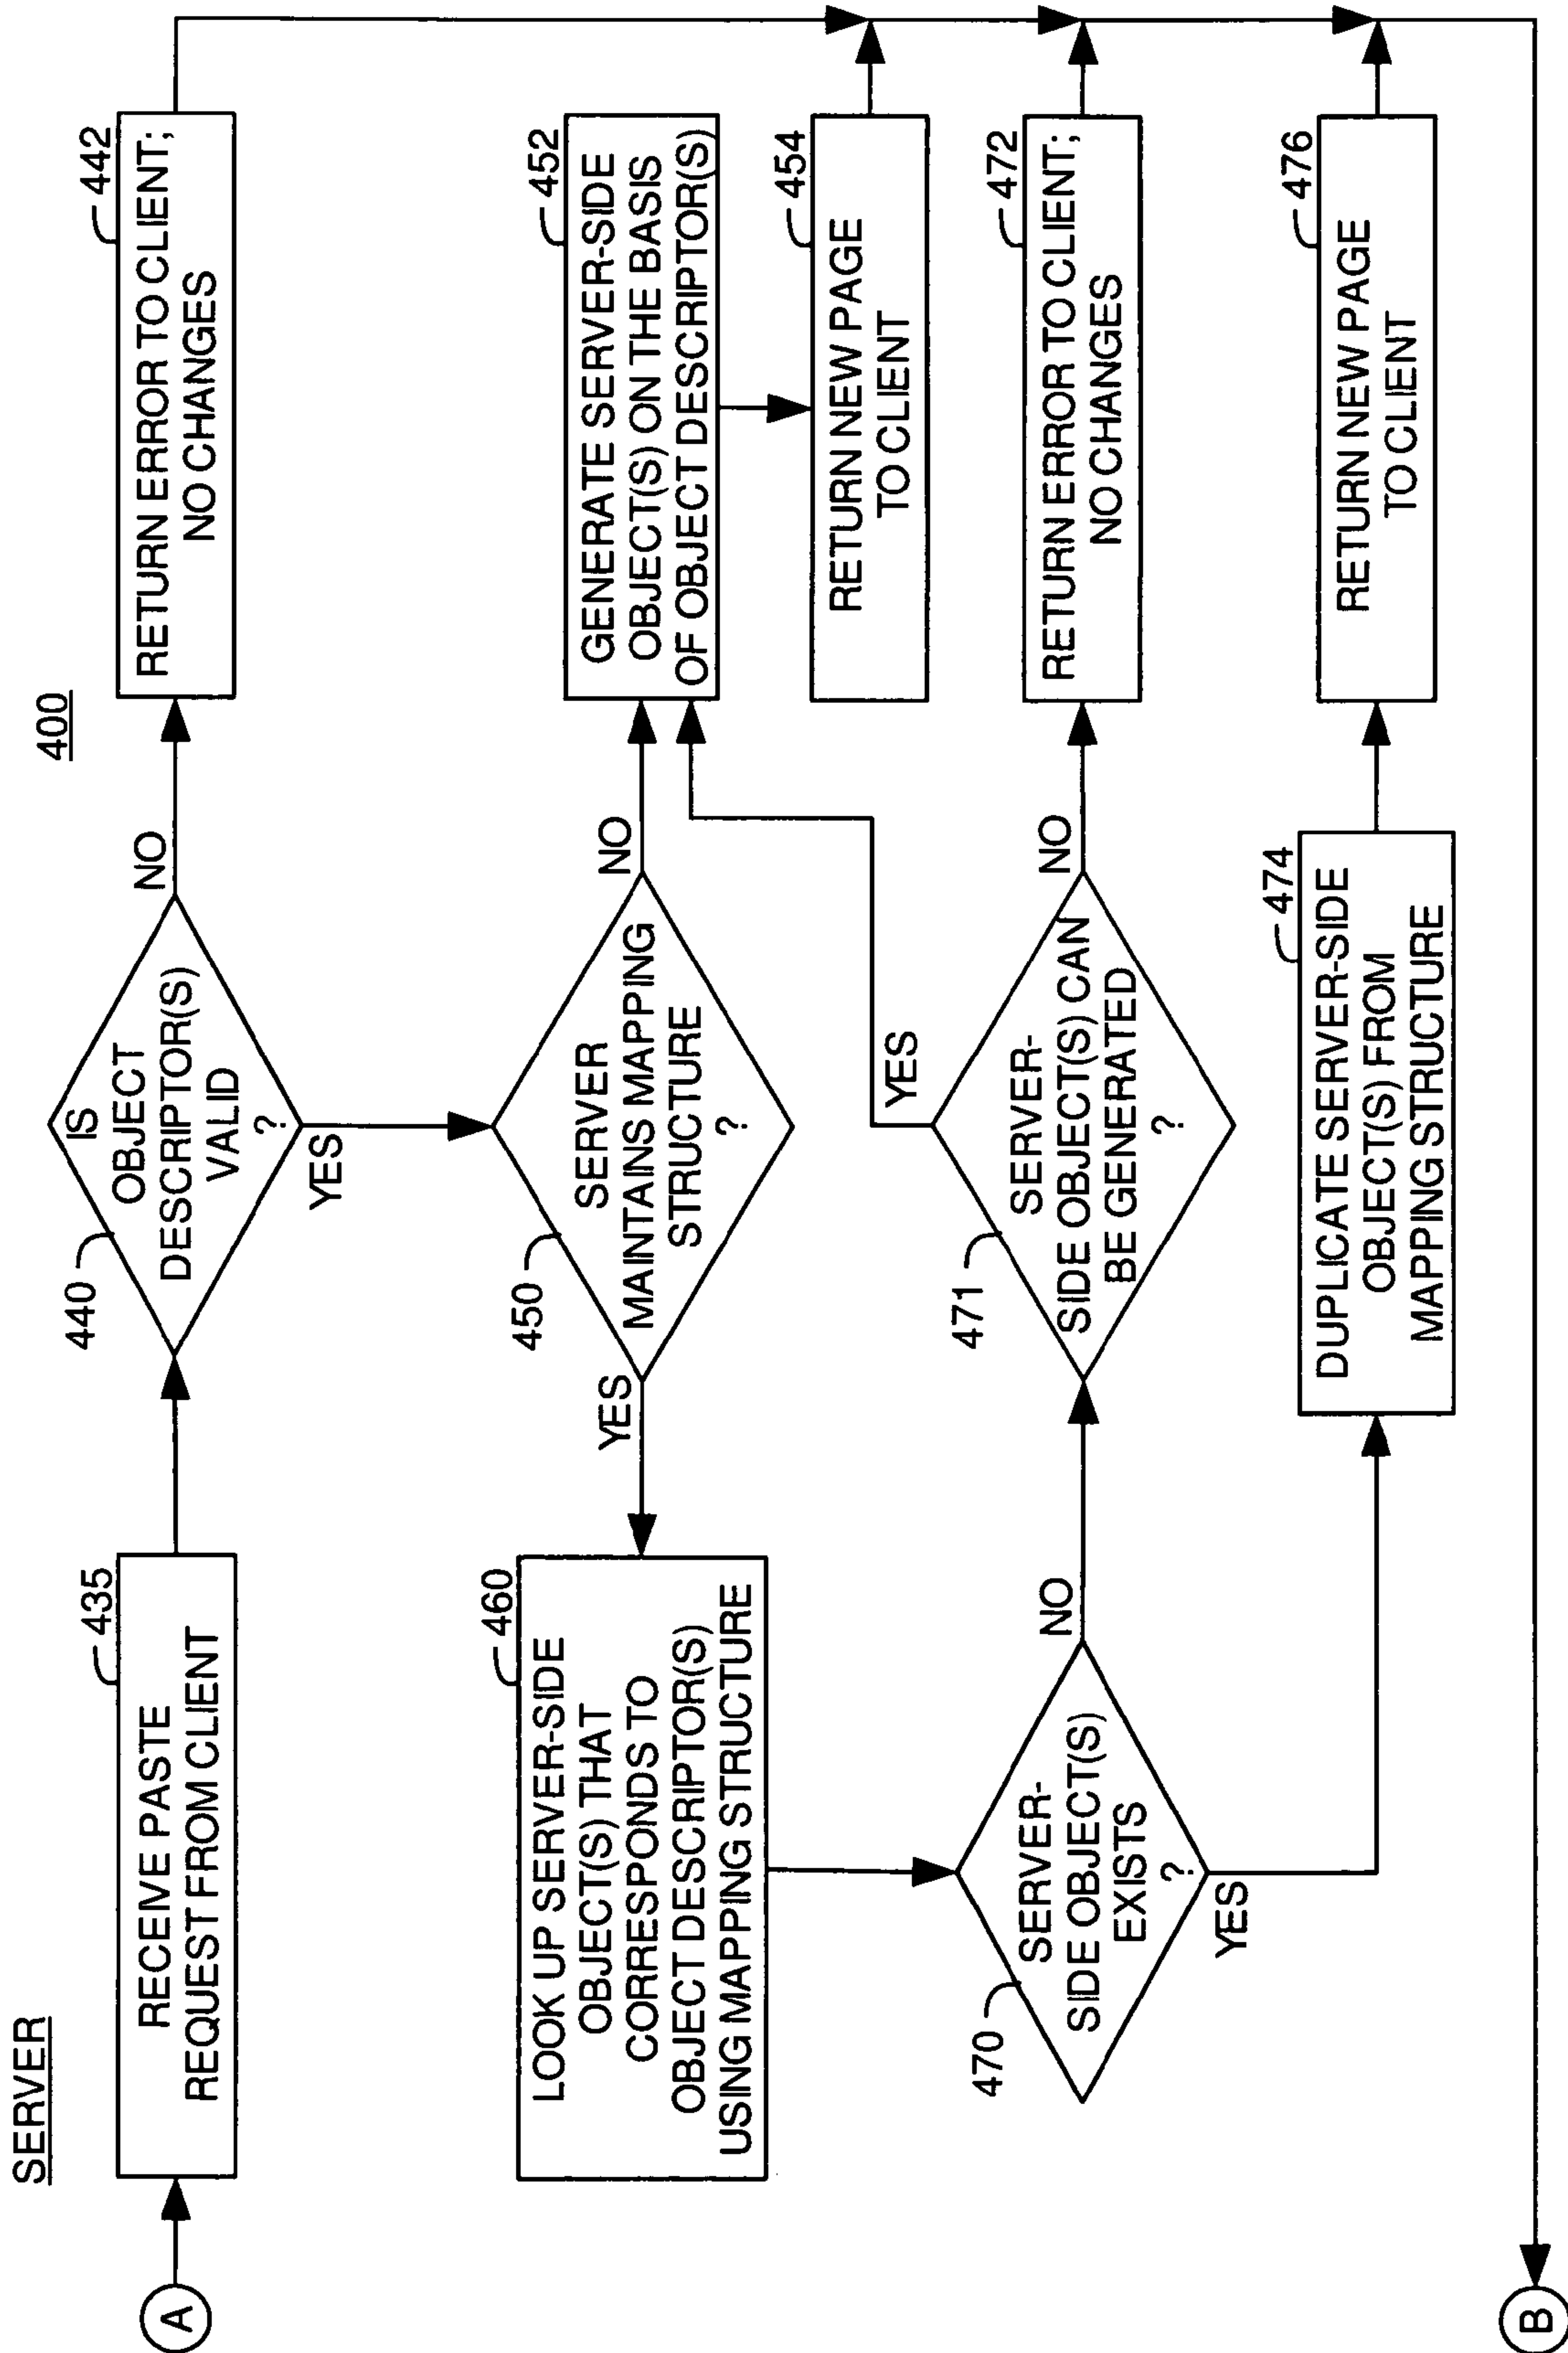 SERVER
400
A
435
RECEIVE PASTE
REQUEST FROM CLIENT
440
IS
OBJECT
DESCRIPTOR(S)
VALID
?
NO
YES
442
RETURN ERROR TO CLIENT;
NO CHANGES
450
SERVER
MAINTAINS MAPPING
STRUCTURE
?
NO
YES
452
GENERATE SERVER-SIDE
OBJECT(S) ON THE BASIS
OF OBJECT DESCRIPTOR(S)
454
RETURN NEW PAGE
TO CLIENT
460
LOOK UP SERVER-SIDE
OBJECT(S) THAT
CORRESPONDS TO
OBJECT DESCRIPTOR(S)
USING MAPPING STRUCTURE
470
SERVER-
SIDE OBJECT(S)
EXISTS
?
NO
YES
471
SERVER-
SIDE OBJECT(S) CAN
BE GENERATED
?
YES
NO
472
RETURN ERROR TO CLIENT;
NO CHANGES
474
DUPLICATE SERVER-SIDE
OBJECT(S) FROM
MAPPING STRUCTURE
476
RETURN NEW PAGE
TO CLIENT
B